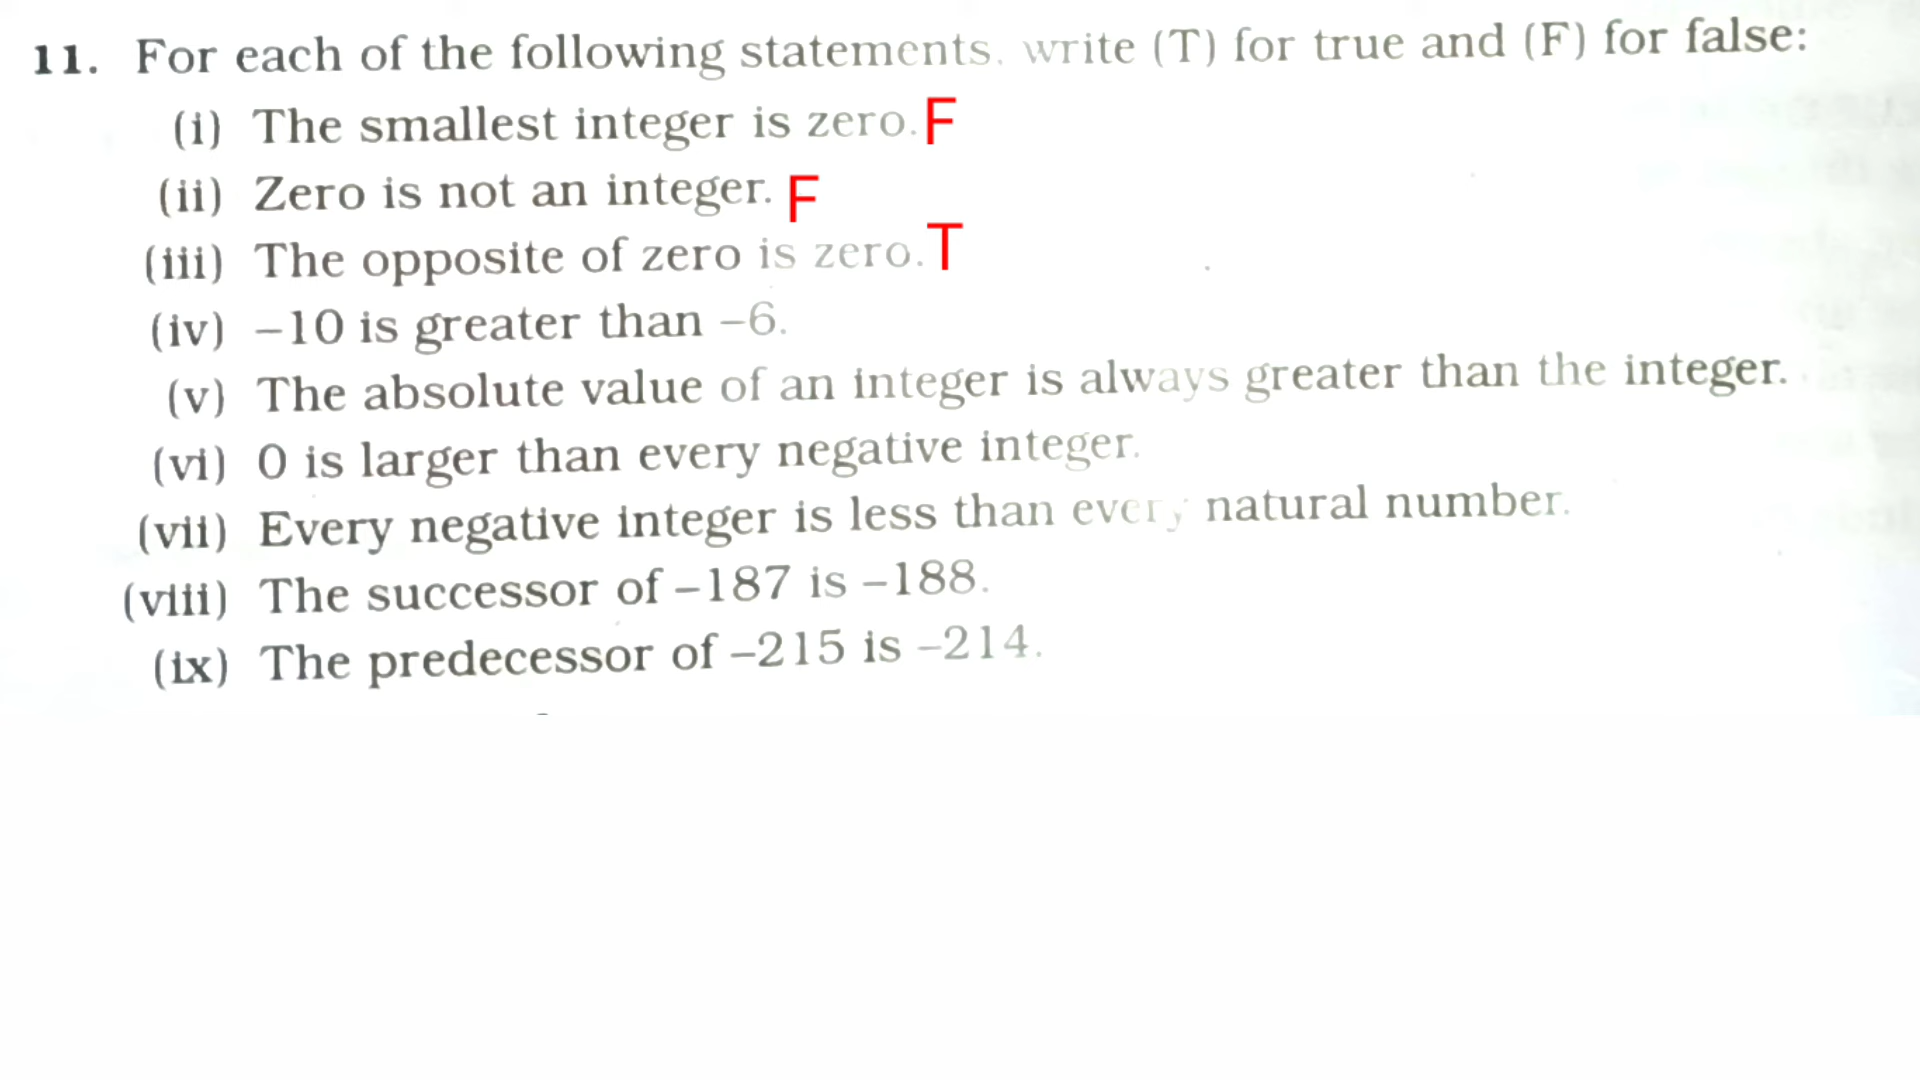 11. For each of the following statements, write (T) for true and (F) for false:
(i) The smallest integer is zero. F
(ii) Zero is not an integer. F
(iii) The opposite of zero is zero. T
(iv) –10 is greater than –6.
(v) The absolute value of an integer is always greater than the integer.
(vi) 0 is larger than every negative integer.
(vii) Every negative integer is less than every natural number.
(viii) The successor of –187 is –188.
(ix) The predecessor of –215 is –214.